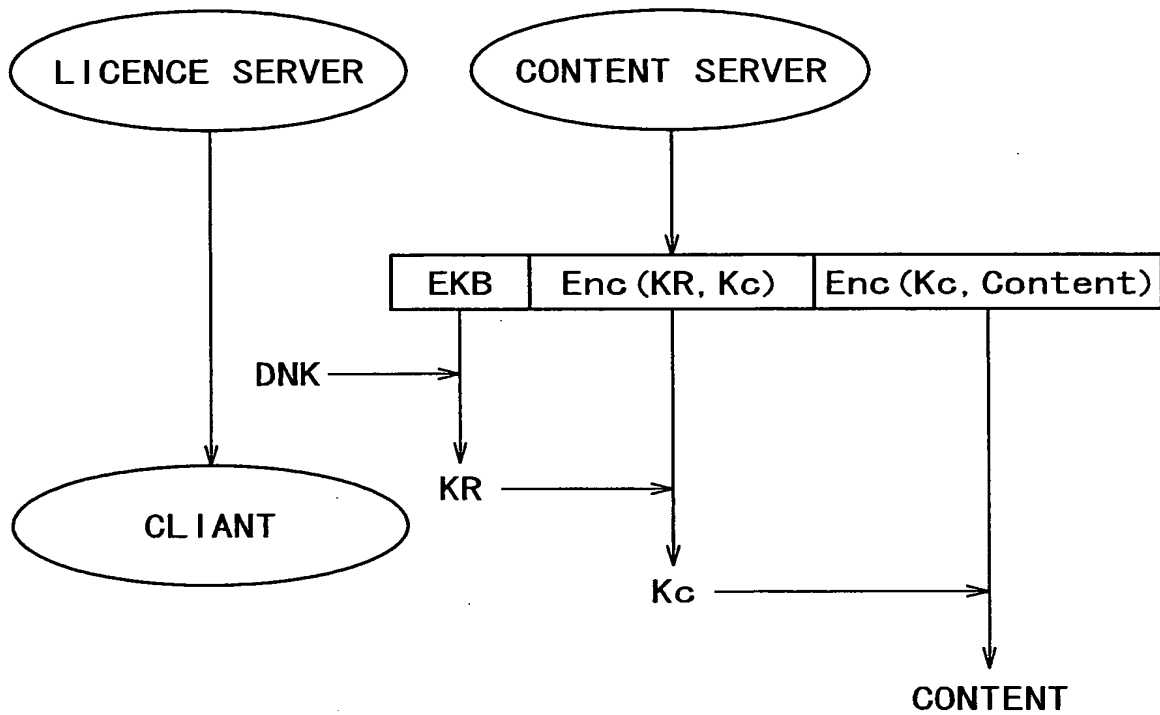 LICENCE SERVER
CONTENT SERVER
EKB
Enc(KR, Kc)
Enc(Kc, Content)
DNK
KR
CLIANT
Kc
CONTENT